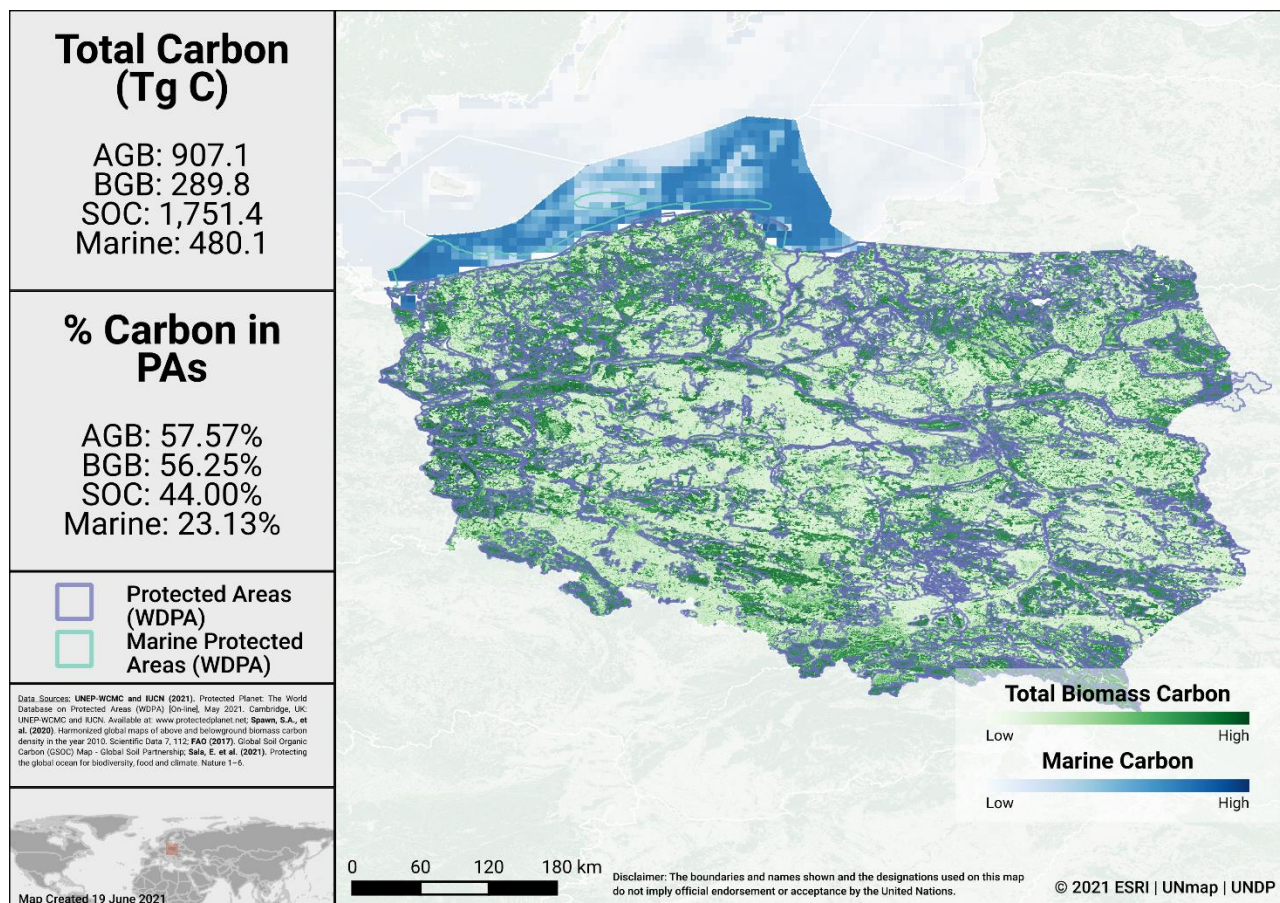 Total Carbon
(Tg C)
AGB: 907.1
BGB: 289.8
SOC: 1,751.4
Marine: 480.1
% Carbon in
PAs
AGB: 57.57%
BGB: 56.25%
SOC: 44.00%
Marine: 23.13%
Protected Areas
(WDPA)
Marine Protected
Areas (WDPA)
Data Sources: UNEP-WCMC and IUCN (2021). Protected Planet: The World
Database on Protected Areas (WDPA) [On-line], May 2021. Cambridge, UK:
UNEP-WCMC and IUCN. Available at: www.protectedplanet.net; Spawn, S.A., et
al. (2020). Harmonized global maps of above and belowground biomass carbon
density in the year 2010. Scientific Data 7, 112; FAO (2017). Global Soil Organic
Carbon (GSOC) Map - Global Soil Partnership; Sala, E. et al. (2021). Protecting
the global ocean for biodiversity, food and climate. Nature 1–6.
Map Created 19 June 2021
Total Biomass Carbon
Low High
Marine Carbon
Low High
0 60 120 180 km
Disclaimer: The boundaries and names shown and the designations used on this map
do not imply official endorsement or acceptance by the United Nations.
© 2021 ESRI | UNmap | UNDP